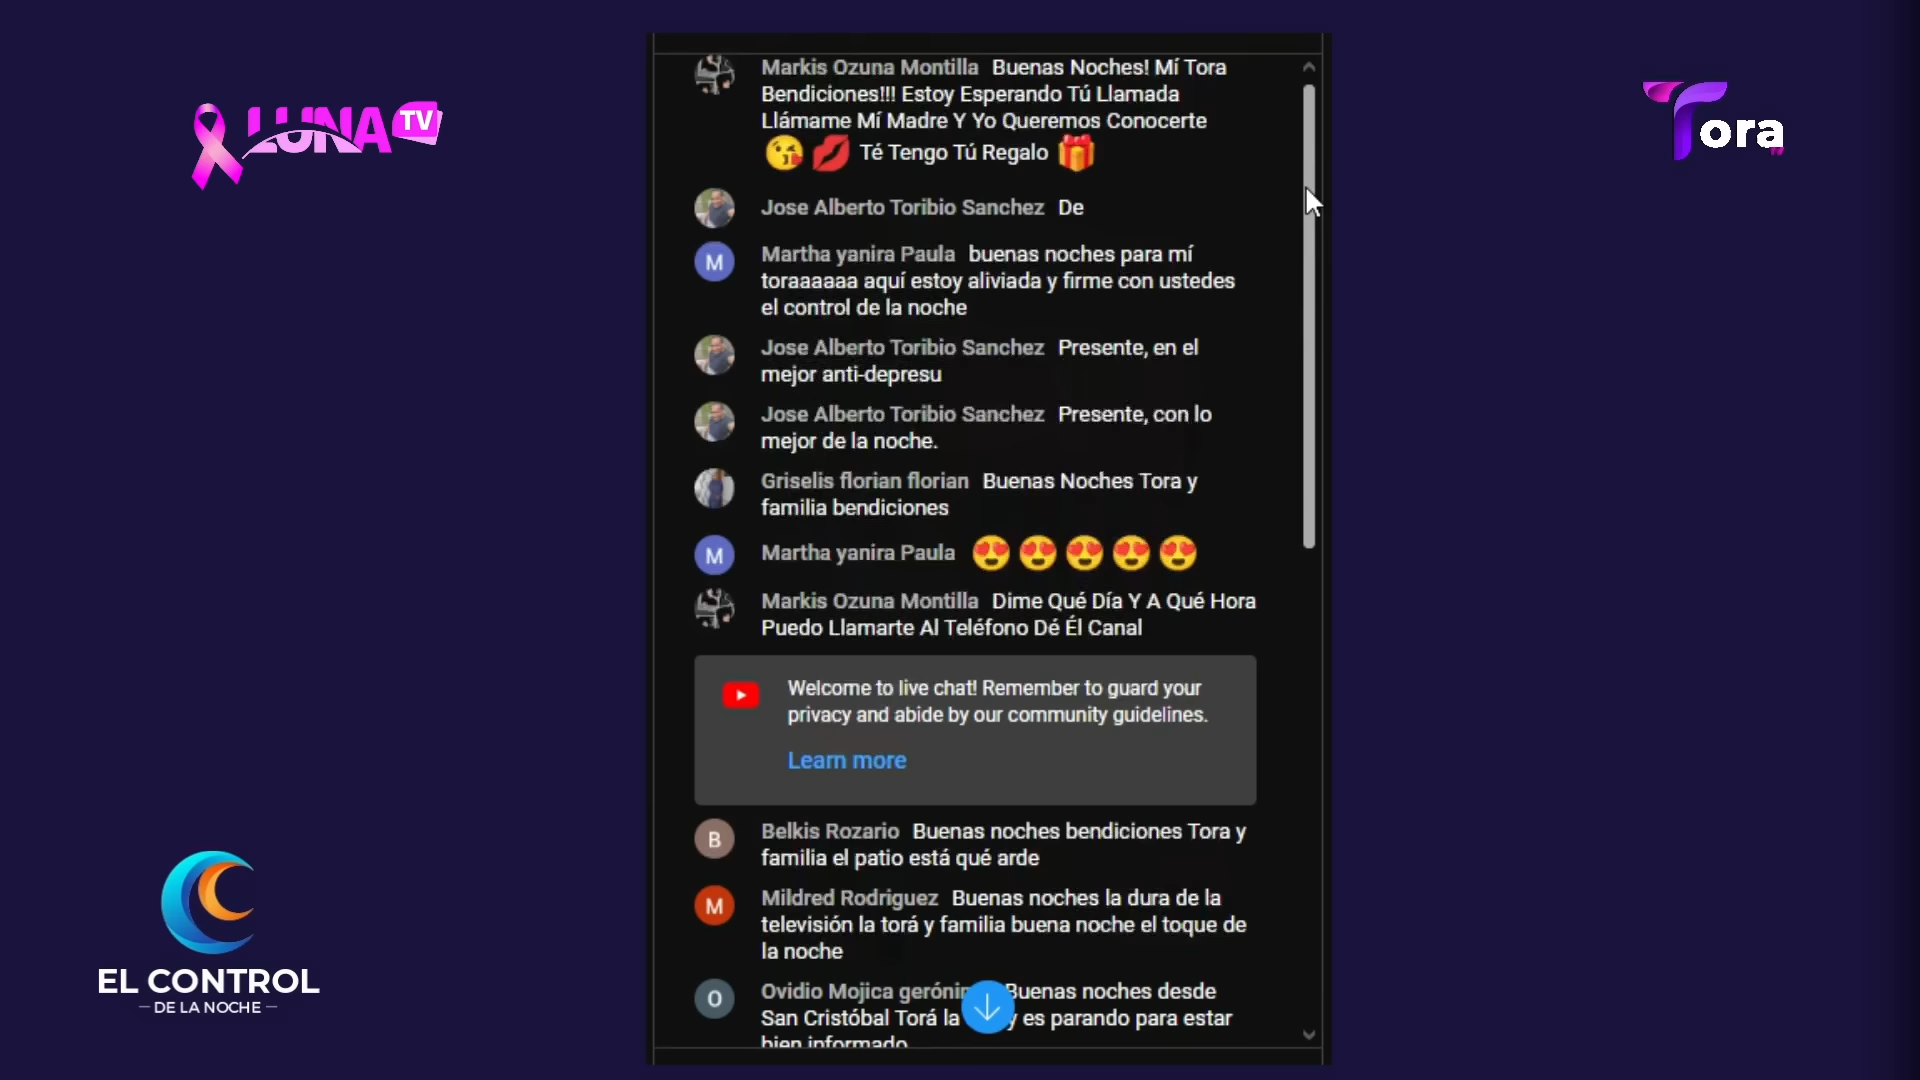 LUNA TV
Tora
Markis Ozuna Montilla Buenas Noches! Mí Tora
Bendiciones!!! Estoy Esperando Tú Llamada
Llámame Mí Madre Y Yo Queremos Conocerte
😘 💋 Té Tengo Tú Regalo 🎁
Jose Alberto Toribio Sanchez De
M Martha yanira Paula buenas noches para mí
toraaaaaa aquí estoy aliviada y firme con ustedes
el control de la noche
Jose Alberto Toribio Sanchez Presente, en el
mejor anti-depresu
Jose Alberto Toribio Sanchez Presente, con lo
mejor de la noche.
Griselis florian florian Buenas Noches Tora y
familia bendiciones
M Martha yanira Paula 😍 😍 😍 😍 😍
Markis Ozuna Montilla Dime Qué Día Y A Qué Hora
Puedo Llamarte Al Teléfono Dé Él Canal
Welcome to live chat! Remember to guard your
privacy and abide by our community guidelines.
Learn more
B Belkis Rozario Buenas noches bendiciones Tora y
familia el patio está qué arde
M Mildred Rodriguez Buenas noches la dura de la
televisión la torá y familia buena noche el toque de
la noche
O Ovidio Mojica Buenas noches desde
San Cristóbal Torá la es parando para estar
bien informado
EL CONTROL
DE LA NOCHE